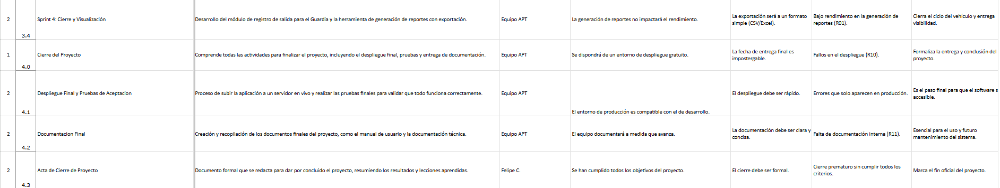 2
3.4
Sprint 4: Cierre y Visualización
Desarrollo del módulo de registro de salida para el Guardia y la herramienta de generación de reportes con exportación.
Equipo APT
La generación de reportes no impactará el rendimiento.
La exportación será a un formato
simple (CSV/Excel).
Bajo rendimiento en la generación de
reportes (R01).
Cierra el ciclo del vehículo y entrega
visibilidad.
1
4.0
Cierre del Proyecto
Comprende todas las actividades para finalizar el proyecto, incluyendo el despliegue final, pruebas y entrega de documentación.
Equipo APT
Se dispondrá de un entorno de despliegue gratuito.
La fecha de entrega final es
impostergable.
Fallos en el despliegue (R10).
Formaliza la entrega y conclusión del
proyecto.
2
4.1
Despliegue Final y Pruebas de Aceptacion
Proceso de subir la aplicación a un servidor en vivo y realizar las pruebas finales para validar que todo funciona correctamente.
Equipo APT
El entorno de producción es compatible con el de desarrollo.
El despliegue debe ser rápido.
Errores que solo aparecen en producción.
Es el paso final para que el software s
accesible.
2
4.2
Documentacion Final
Creación y recopilación de los documentos finales del proyecto, como el manual de usuario y la documentación técnica.
Equipo APT
El equipo documentará a medida que avanza.
La documentación debe ser clara y
concisa.
Falta de documentación interna (R11).
Esencial para el uso y futuro
mantenimiento del sistema.
2
4.3
Acta de Cierre de Proyecto
Documento formal que se redacta para dar por concluido el proyecto, resumiendo los resultados y lecciones aprendidas.
Felipe C.
Se han cumplido todos los objetivos del proyecto.
El cierre debe ser formal.
Cierre prematuro sin cumplir todos los
criterios.
Marca el fin oficial del proyecto.